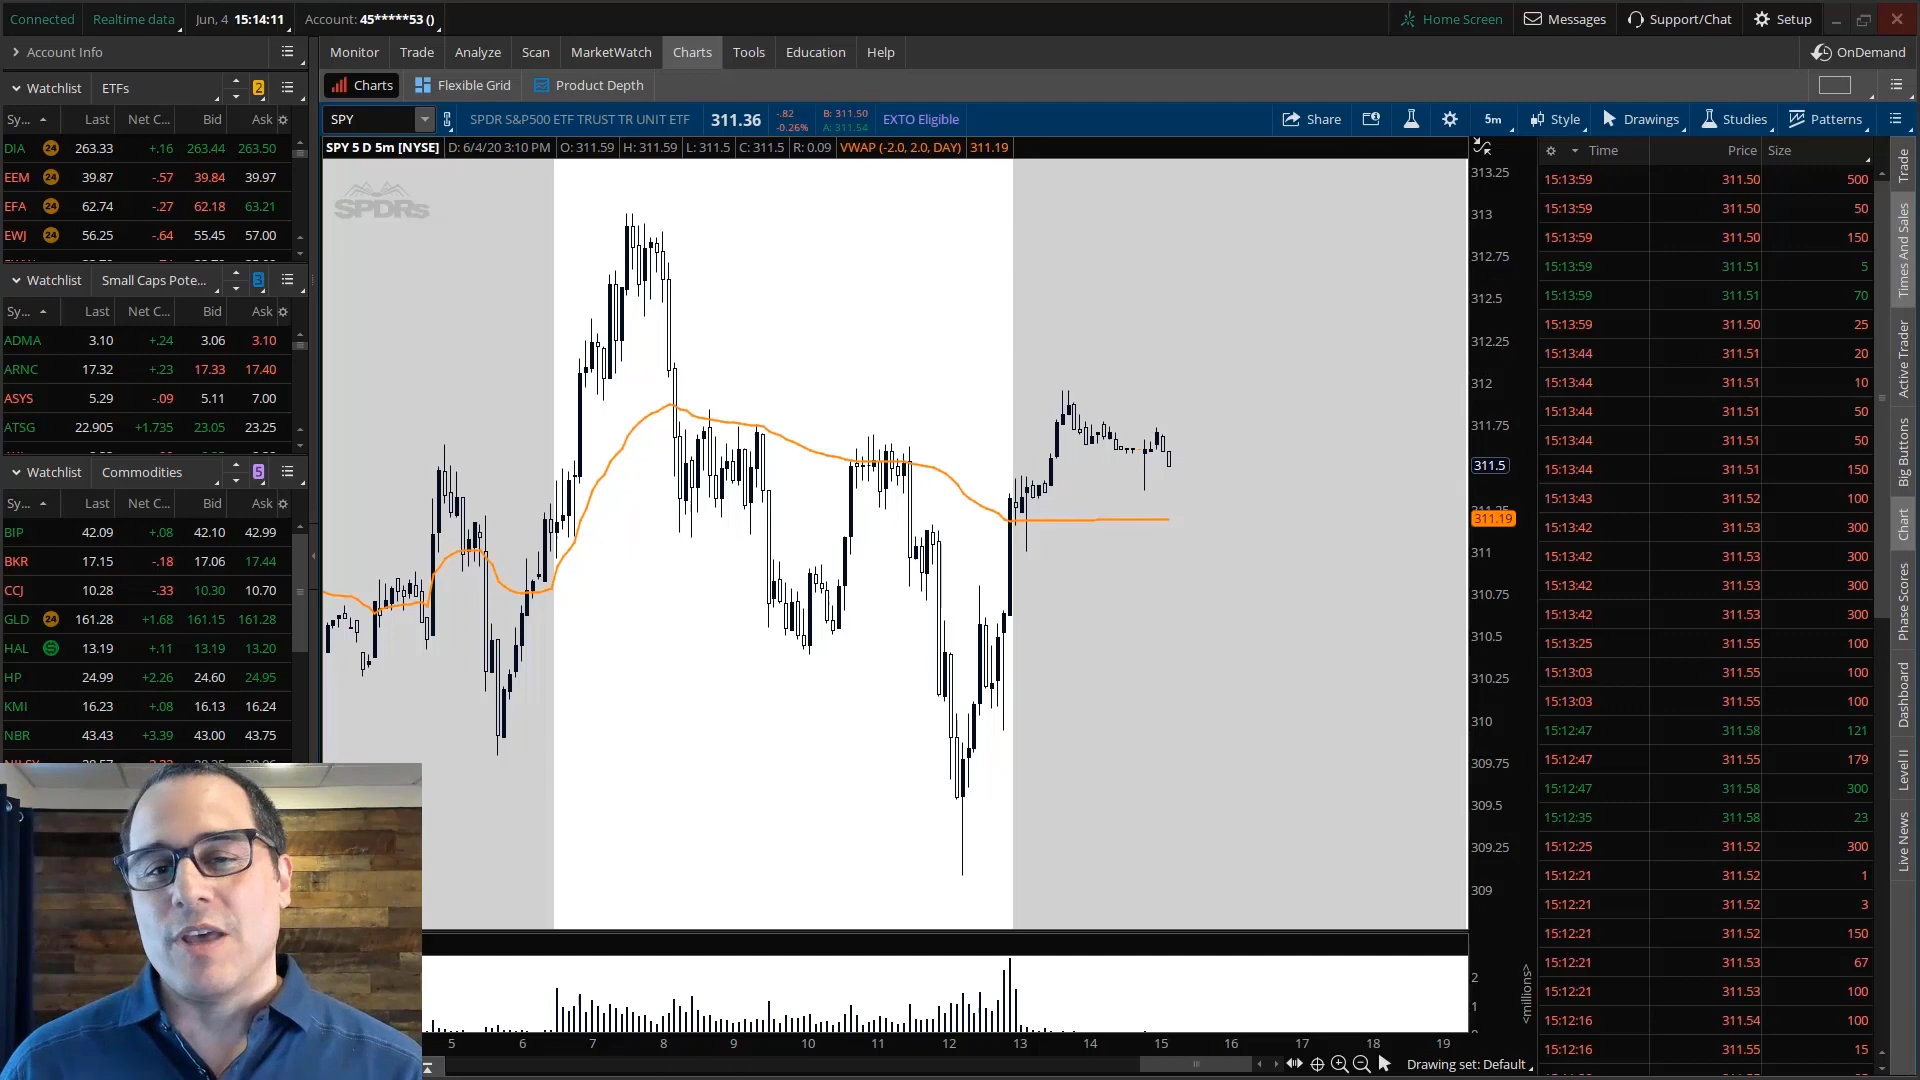 Connected Realtime data Jun, 4 15:14:11 Account: 45*****53 () Home Screen Messages Support/Chat Setup
Account Info Monitor Trade Analyze Scan MarketWatch Charts Tools Education Help OnDemand
Charts Flexible Grid Product Depth
SPY SPDR S&P500 ETF TRUST TR UNIT ETF 311.36 -.82 -0.26% B: 311.50 A: 311.54 EXTO Eligible Share 5m Style Drawings Studies Patterns
SPY 5 D 5m [NYSE] D: 6/4/20 3:10 PM O: 311.59 H: 311.59 L: 311.5 C: 311.5 R: 0.09 VWAP (-2.0, 2.0, DAY) 311.19
SPDRs
Watchlist ETFs 2
Sy... Last Net C... Bid Ask
DIA 24 263.33 +.16 263.44 263.50
EEM 24 39.87 -.57 39.84 39.97
EFA 24 62.74 -.27 62.18 63.21
EWJ 24 56.25 -.64 55.45 57.00
Watchlist Small Caps Pote... 3
Sy... Last Net C... Bid Ask
ADMA 3.10 +.24 3.06 3.10
ARNC 17.32 +.23 17.33 17.40
ASYS 5.29 -.09 5.11 7.00
ATSG 22.905 +1.735 23.05 23.25
Watchlist Commodities 5
Sy... Last Net C... Bid Ask
BIP 42.09 +.08 42.10 42.99
BKR 17.15 -.18 17.06 17.44
CCJ 10.28 -.33 10.30 10.70
GLD 24 161.28 +1.68 161.15 161.28
HAL 13.19 +.11 13.19 13.20
HP 24.99 +2.26 24.60 24.95
KMI 16.23 +.08 16.13 16.24
NBR 43.43 +3.39 43.00 43.75
313.25
313
312.75
312.5
312.25
312
311.75
311.5
311.19
311
310.75
310.5
310.25
310
309.75
309.5
309.25
309
2
1
<millions>
5 6 7 8 9 10 11 12 13 14 15 16 17 18 19
Drawing set: Default
Time Price Size
15:13:59 311.50 500
15:13:59 311.50 50
15:13:59 311.50 150
15:13:59 311.51 5
15:13:59 311.51 70
15:13:59 311.50 25
15:13:44 311.51 20
15:13:44 311.51 10
15:13:44 311.51 50
15:13:44 311.51 50
15:13:44 311.51 150
15:13:43 311.52 100
15:13:42 311.53 300
15:13:42 311.53 300
15:13:42 311.53 300
15:13:42 311.53 300
15:13:25 311.55 100
15:13:03 311.55 100
15:13:03 311.55 100
15:12:47 311.58 121
15:12:47 311.55 179
15:12:47 311.58 300
15:12:35 311.58 23
15:12:25 311.52 300
15:12:21 311.52 1
15:12:21 311.52 3
15:12:21 311.52 150
15:12:21 311.53 67
15:12:21 311.53 100
15:12:16 311.54 100
15:12:16 311.55 15
Trade
Times And Sales
Active Trader
Big Buttons
Chart
Phase Scores
Dashboard
Level II
Live News